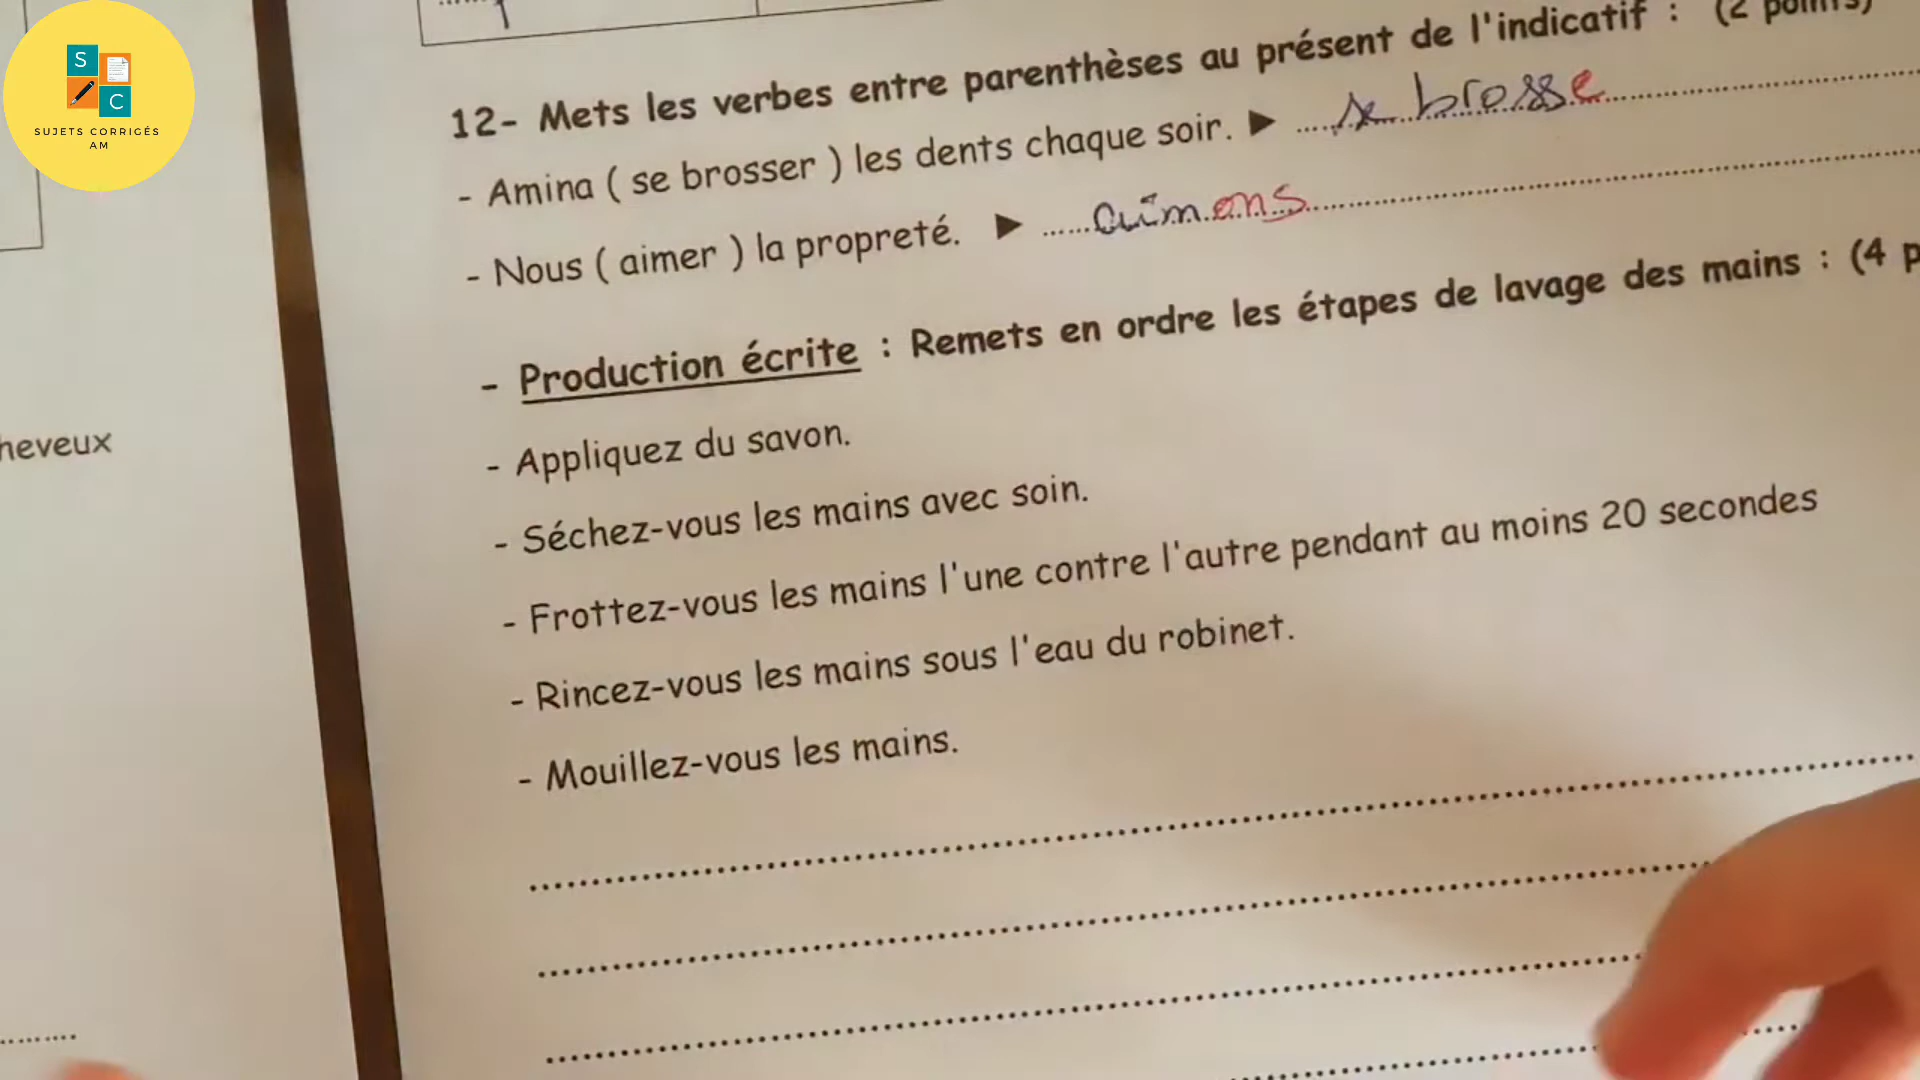 S
C
SUJETS CORRIGÉS
AM
12- Mets les verbes entre parenthèses au présent de l'indicatif : (2 points)
- Amina ( se brosser ) les dents chaque soir. ► ..... se brosse ..........
- Nous ( aimer ) la propreté. ► ...... aimons ..........
- Production écrite : Remets en ordre les étapes de lavage des mains : (4 p
heveux
- Appliquez du savon.
- Séchez-vous les mains avec soin.
- Frottez-vous les mains l'une contre l'autre pendant au moins 20 secondes
- Rincez-vous les mains sous l'eau du robinet.
- Mouillez-vous les mains.